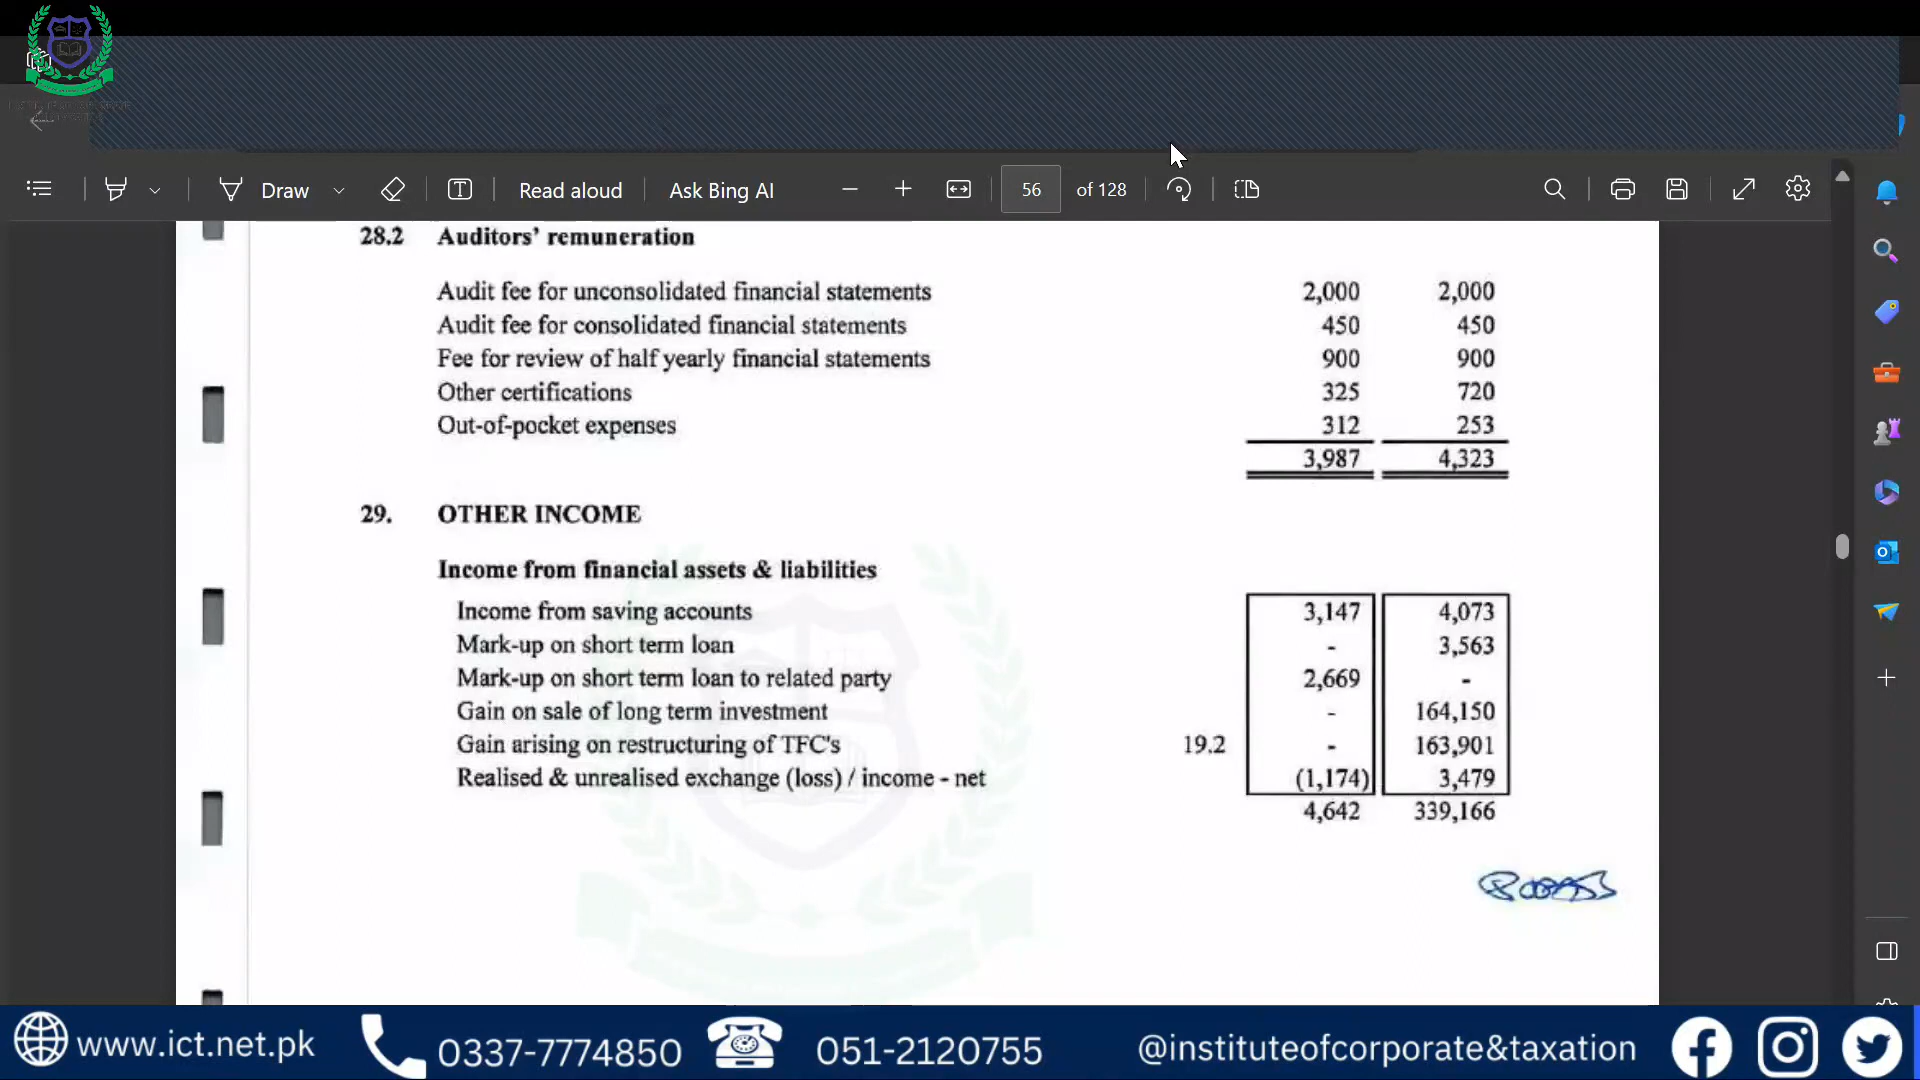 Draw
Read aloud
Ask Bing AI
56 of 128
28.2 Auditors' remuneration
Audit fee for unconsolidated financial statements 2,000 2,000
Audit fee for consolidated financial statements 450 450
Fee for review of half yearly financial statements 900 900
Other certifications 325 720
Out-of-pocket expenses 312 253
3,987 4,323
29. OTHER INCOME
Income from financial assets & liabilities
Income from saving accounts 3,147 4,073
Mark-up on short term loan - 3,563
Mark-up on short term loan to related party 2,669 -
Gain on sale of long term investment - 164,150
Gain arising on restructuring of TFC's 19.2 - 163,901
Realised & unrealised exchange (loss) / income - net (1,174) 3,479
4,642 339,166
www.ict.net.pk 0337-7774850 051-2120755 @instituteofcorporate&taxation